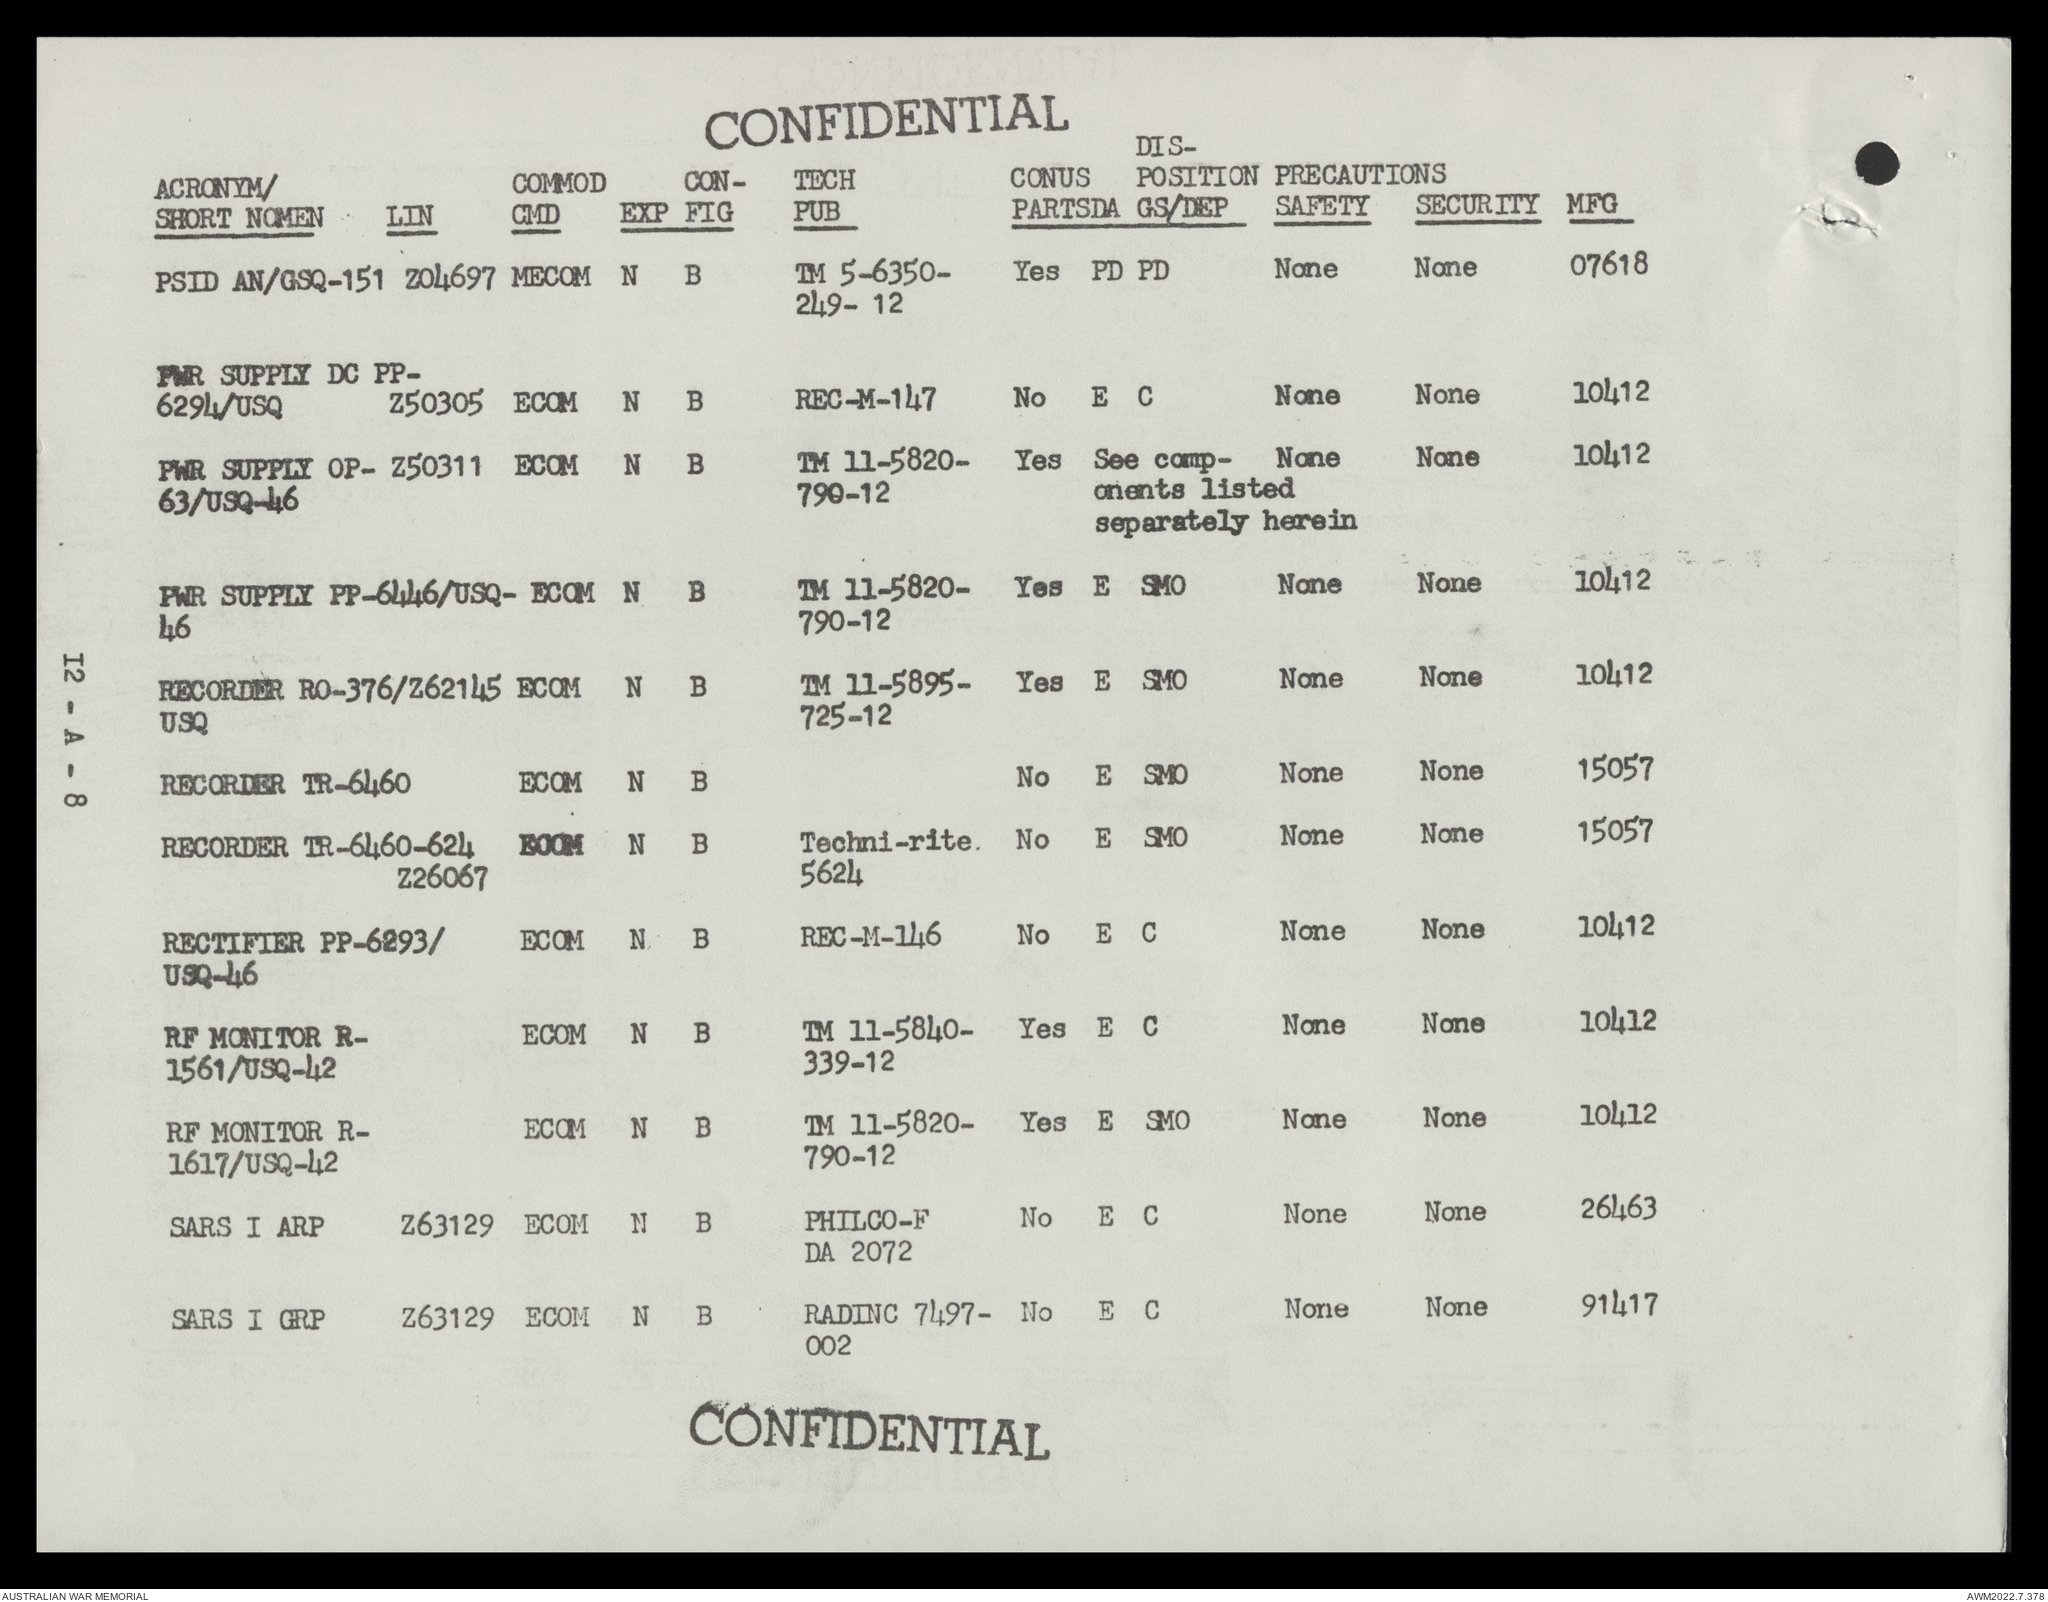 CONFIDENTIAL
DIS-
ACRONYM/ COMMOD CON- TECH CONUS POSITION PRECAUTIONS
SHORT NOMEN LIN CMD EXP FIG PUB PARTSDA GS/DEP SAFETY SECURITY MFG
PSID AN/GSQ-151 Z04697 MECOM N B TM 5-6350- Yes PD PD None None 07618
249- 12
PWR SUPPLY DC PP-
6294/USQ Z50305 ECOM N B REC-M-147 No E C None None 10412
PWR SUPPLY OP- Z50311 ECOM N B TM 11-5820- Yes See comp- None None 10412
63/USQ-46 790-12 onents listed
separately herein
PWR SUPPLY PP-6446/USQ- ECOM N B TM 11-5820- Yes E SMO None None 10412
46 790-12
RECORDER RO-376/Z62145 ECOM N B TM 11-5895- Yes E SMO None None 10412
USQ 725-12
RECORDER TR-6460 ECOM N B No E SMO None None 15057
RECORDER TR-6460-624 ECOM N B Techni-rite. No E SMO None None 15057
Z26067 5624
RECTIFIER PP-6293/ ECOM N B REC-M-146 No E C None None 10412
USQ-46
RF MONITOR R- ECOM N B TM 11-5840- Yes E C None None 10412
1561/USQ-42 339-12
RF MONITOR R- ECOM N B TM 11-5820- Yes E SMO None None 10412
1617/USQ-42 790-12
SARS I ARP Z63129 ECOM N B PHILCO-F No E C None None 26463
DA 2072
SARS I GRP Z63129 ECOM N B RADINC 7497- No E C None None 91417
002
CONFIDENTIAL
I2 - A - 8
AUSTRALIAN WAR MEMORIAL AWM2022.7.378